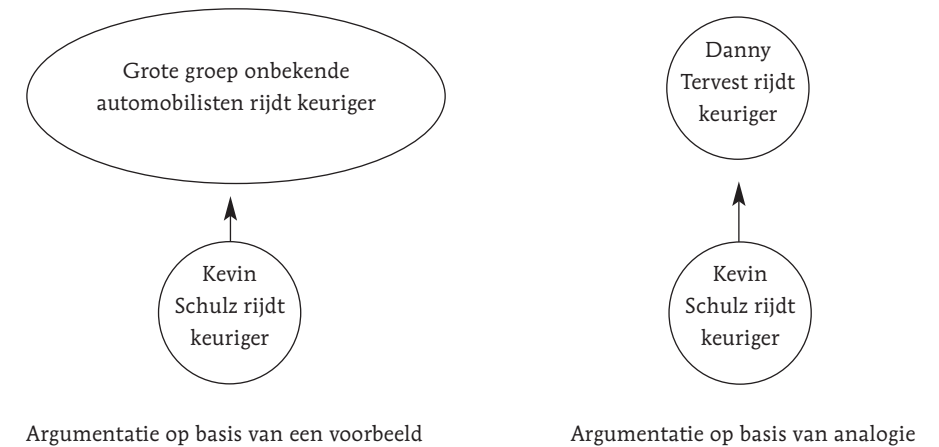 Grote groep onbekende
automobilisten rijdt keuriger
Kevin
Schulz rijdt
keuriger
Argumentatie op basis van een voorbeeld
Danny
Tervest rijdt
keuriger
Kevin
Schulz rijdt
keuriger
Argumentatie op basis van analogie